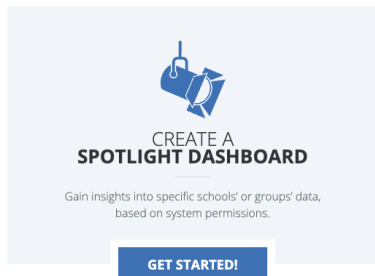 CREATE A
SPOTLIGHT DASHBOARD
Gain insights into specific schools' or groups' data,
based on system permissions.
GET STARTED!